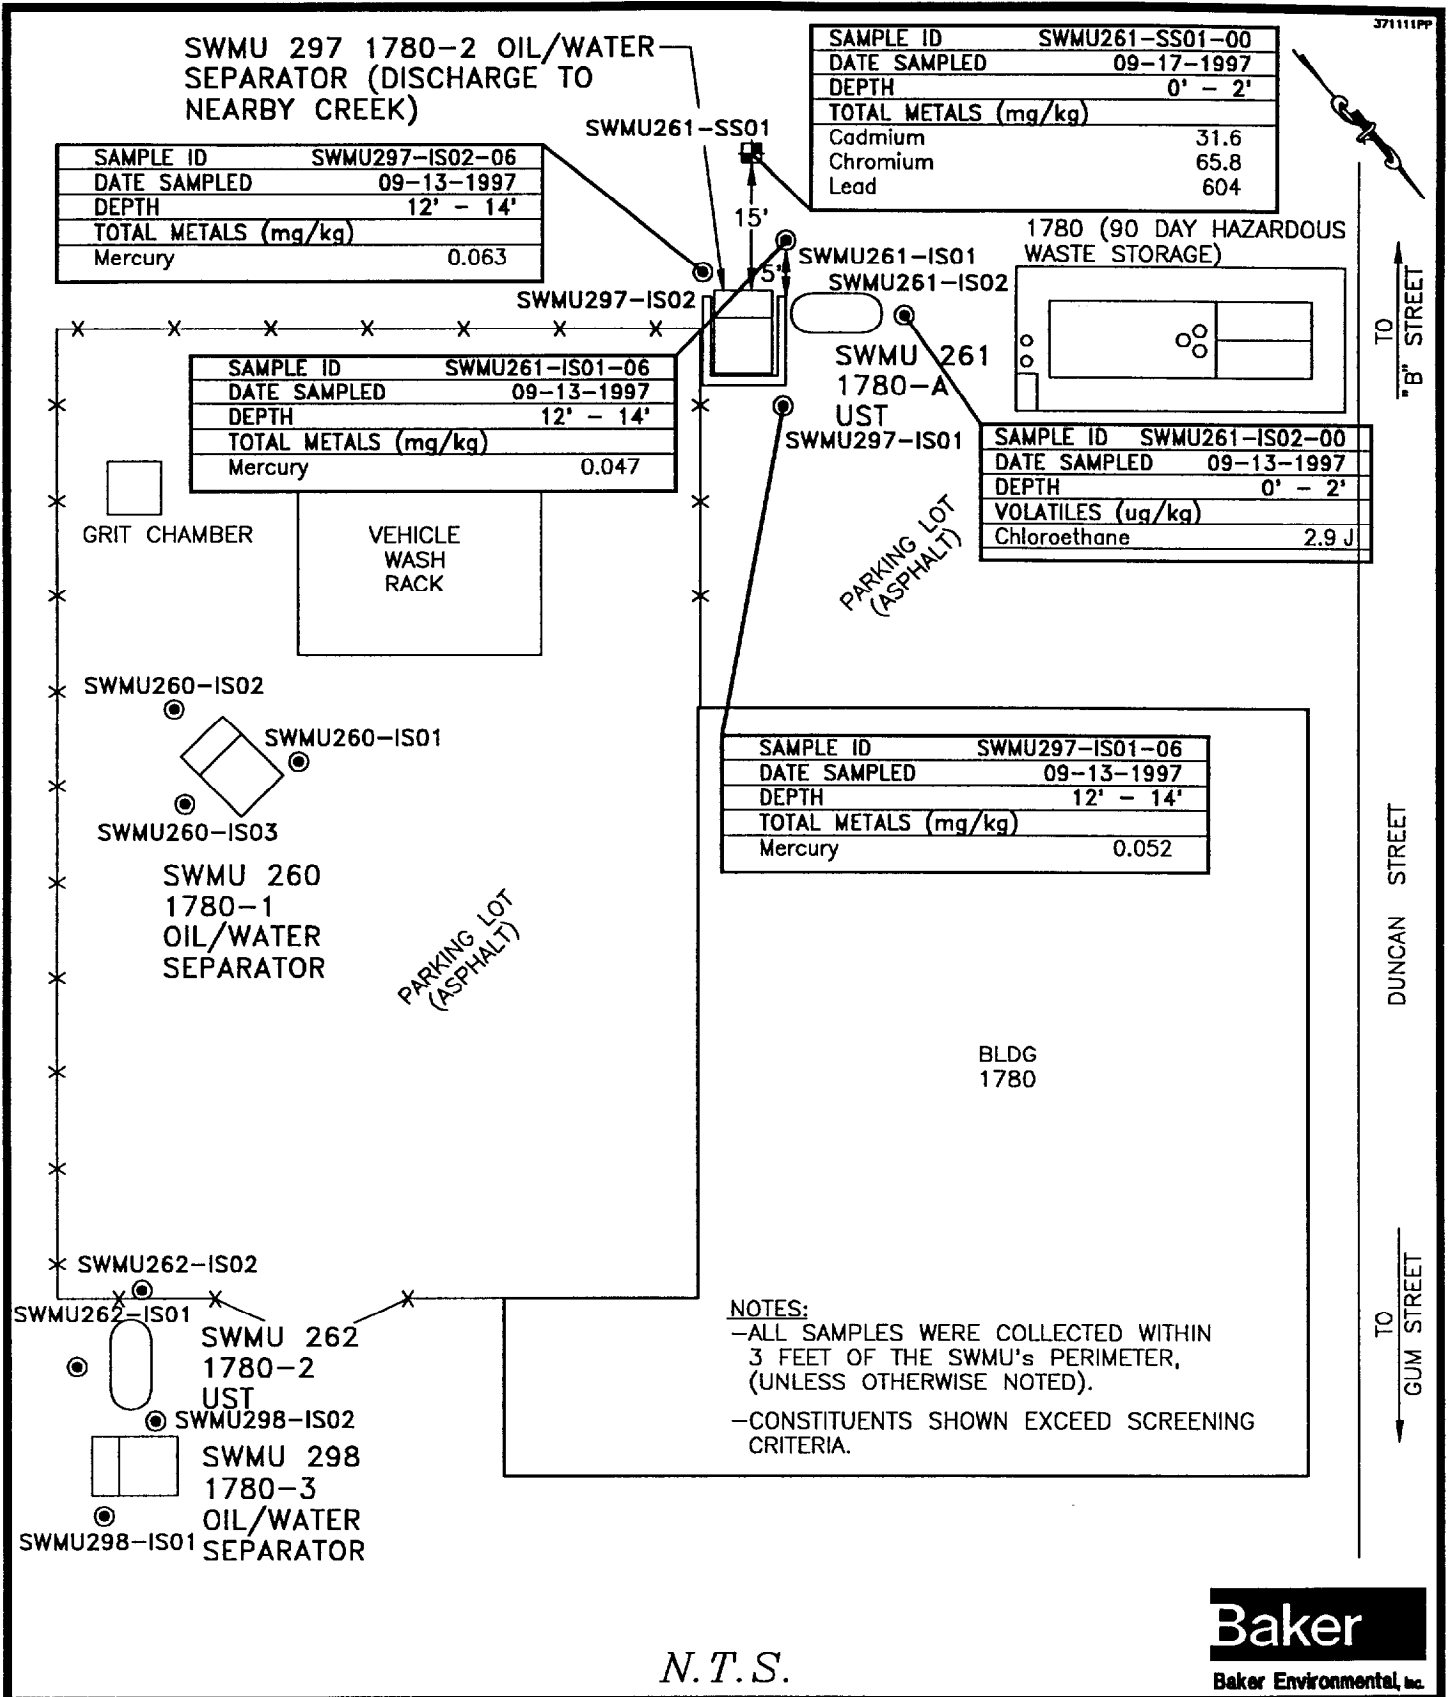 371111PP
SWMU 297 1780-2 OIL/WATER
SEPARATOR (DISCHARGE TO
NEARBY CREEK)
SWMU261-SS01
SAMPLE ID SWMU261-SS01-00
DATE SAMPLED 09-17-1997
DEPTH 0' - 2'
TOTAL METALS (mg/kg)
Cadmium 31.6
Chromium 65.8
Lead 604
SAMPLE ID SWMU297-IS02-06
DATE SAMPLED 09-13-1997
DEPTH 12' - 14'
TOTAL METALS (mg/kg)
Mercury 0.063
15'
5'
SWMU261-IS01
SWMU261-IS02
SWMU297-IS02
1780 (90 DAY HAZARDOUS
WASTE STORAGE)
TO
"B" STREET
SWMU 261
1780-A
UST
SWMU297-IS01
SAMPLE ID SWMU261-IS01-06
DATE SAMPLED 09-13-1997
DEPTH 12' - 14'
TOTAL METALS (mg/kg)
Mercury 0.047
SAMPLE ID SWMU261-IS02-00
DATE SAMPLED 09-13-1997
DEPTH 0' - 2'
VOLATILES (ug/kg)
Chloroethane 2.9 J
GRIT CHAMBER
VEHICLE
WASH
RACK
PARKING LOT
(ASPHALT)
SWMU260-IS02
SWMU260-IS01
SWMU260-IS03
SWMU 260
1780-1
OIL/WATER
SEPARATOR
SAMPLE ID SWMU297-IS01-06
DATE SAMPLED 09-13-1997
DEPTH 12' - 14'
TOTAL METALS (mg/kg)
Mercury 0.052
PARKING LOT
(ASPHALT)
DUNCAN STREET
BLDG
1780
SWMU262-IS02
SWMU262-IS01
SWMU 262
1780-2
UST
SWMU298-IS02
SWMU 298
1780-3
OIL/WATER
SEPARATOR
SWMU298-IS01
NOTES:
-ALL SAMPLES WERE COLLECTED WITHIN
3 FEET OF THE SWMU's PERIMETER,
(UNLESS OTHERWISE NOTED).
-CONSTITUENTS SHOWN EXCEED SCREENING
CRITERIA.
TO
GUM STREET
N.T.S.
Baker
Baker Environmental, Inc.